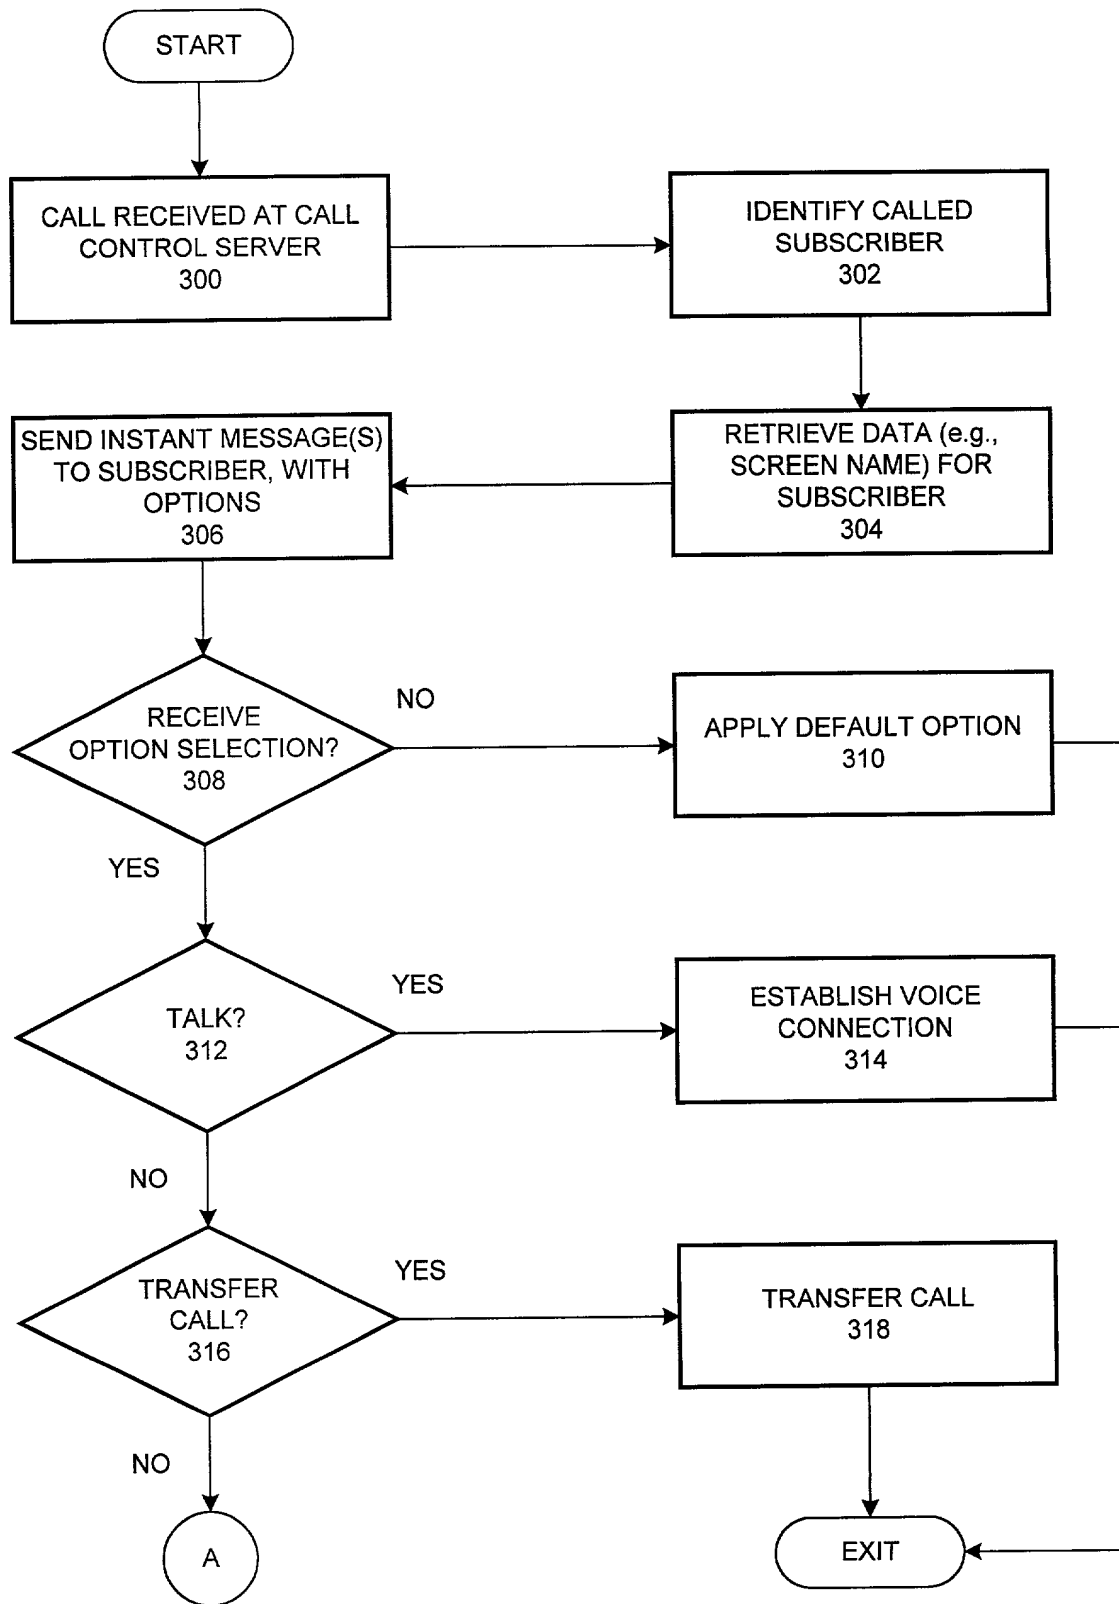 START
CALL RECEIVED AT CALL
CONTROL SERVER
300
IDENTIFY CALLED
SUBSCRIBER
302
SEND INSTANT MESSAGE(S)
TO SUBSCRIBER, WITH
OPTIONS
306
RETRIEVE DATA (e.g.,
SCREEN NAME) FOR
SUBSCRIBER
304
RECEIVE
OPTION SELECTION?
308
NO
APPLY DEFAULT OPTION
310
YES
TALK?
312
YES
ESTABLISH VOICE
CONNECTION
314
NO
TRANSFER
CALL?
316
YES
TRANSFER CALL
318
NO
A
EXIT